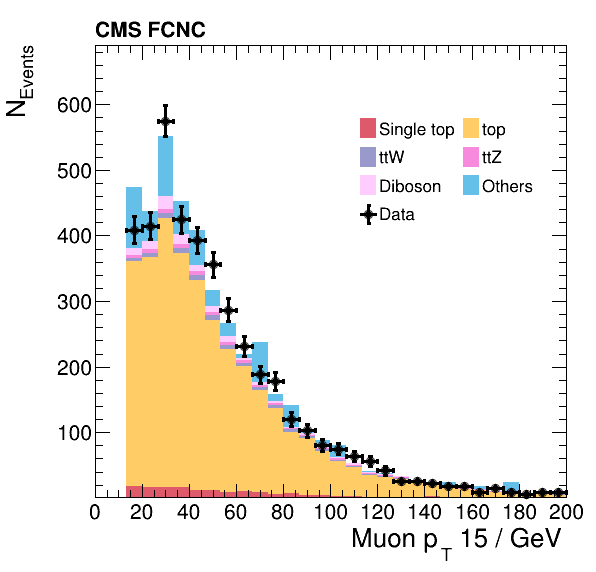 CMS FCNC
N_Events
600
500
400
300
200
100
Single top
top
ttW
ttZ
Diboson
Others
Data
0 20 40 60 80 100 120 140 160 180 200
Muon p_T 15 / GeV